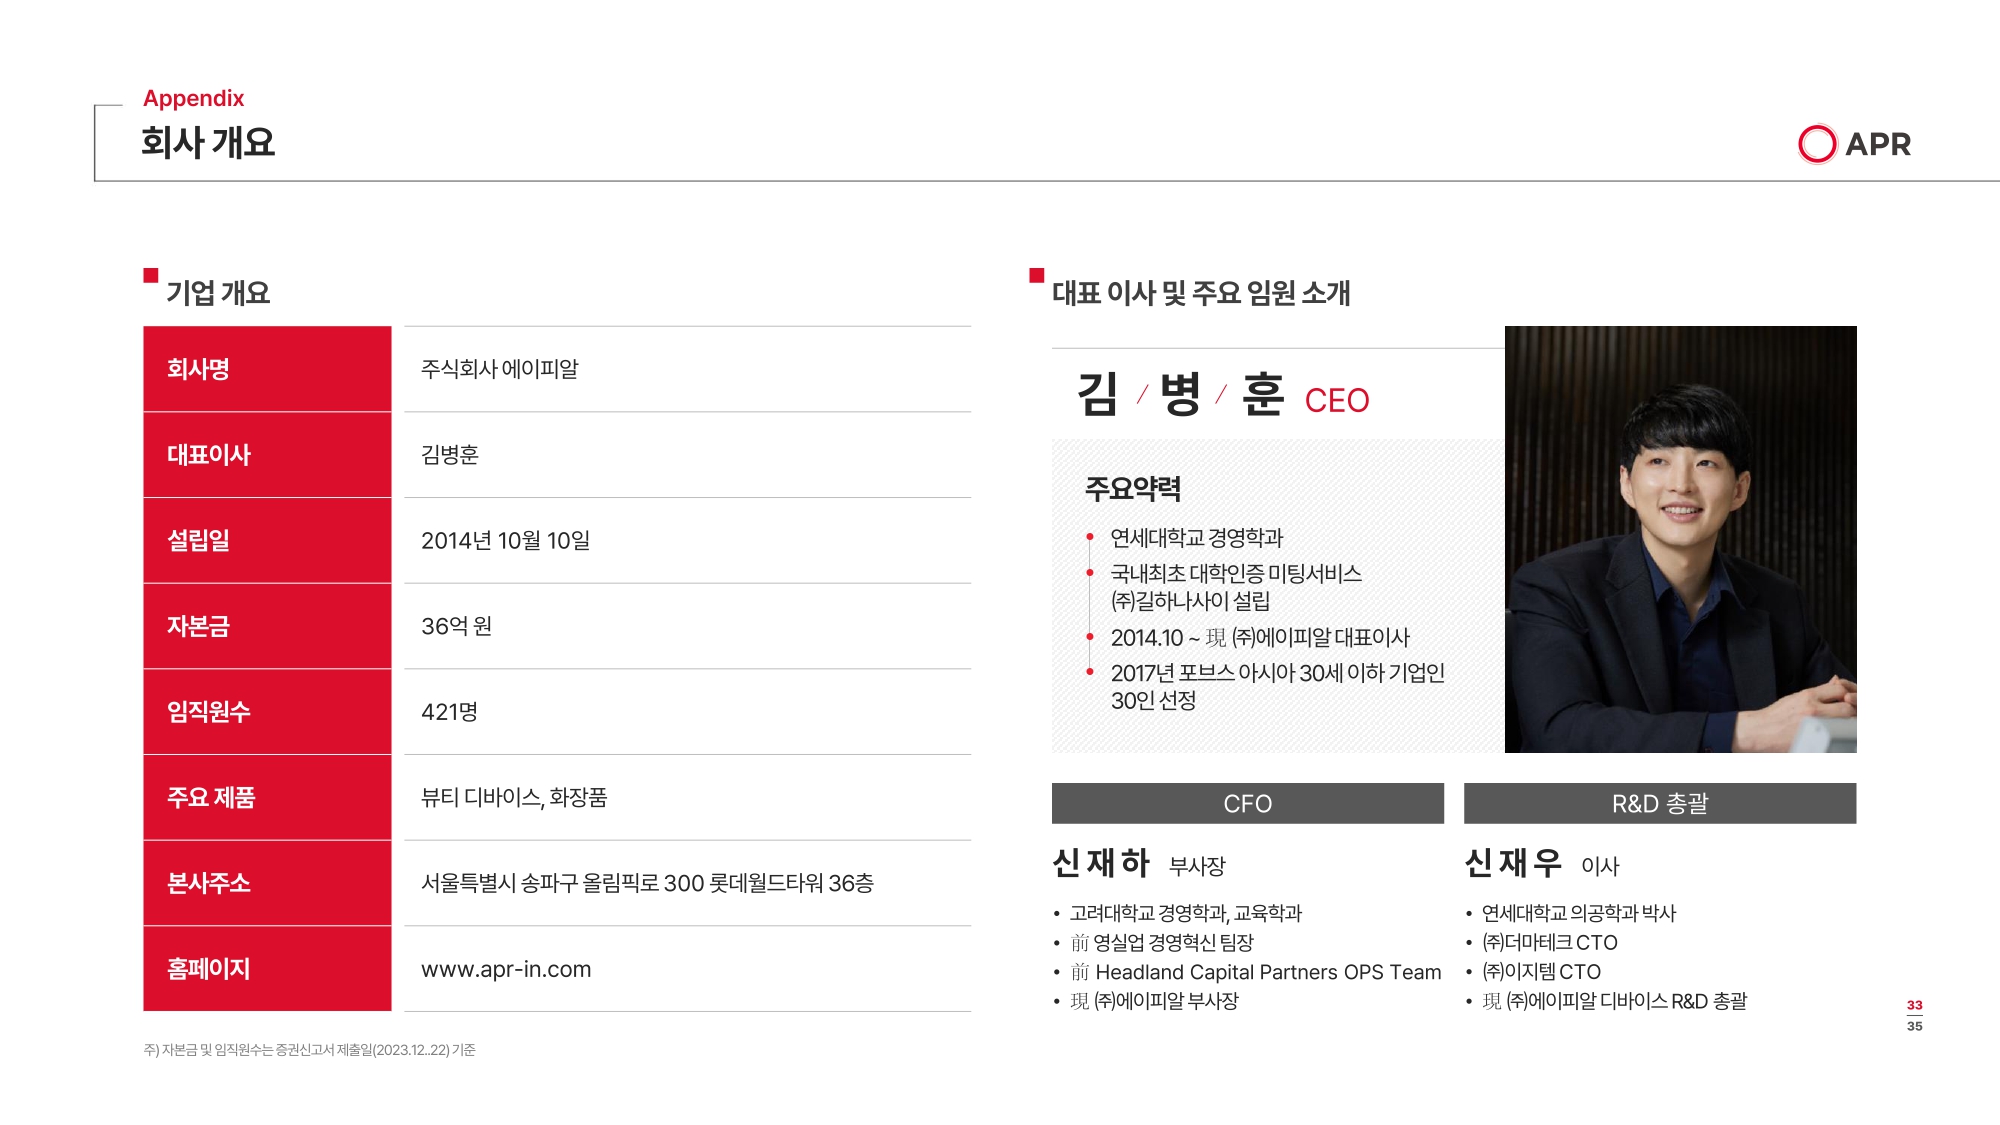 Appendix
회사 개요
APR
기업 개요
회사명
주식회사 에이피알
대표이사
김병훈
설립일
2014년 10월 10일
자본금
36억 원
임직원수
421명
주요 제품
뷰티 디바이스, 화장품
본사주소
서울특별시 송파구 올림픽로 300 롯데월드타워 36층
홈페이지
www.apr-in.com
주) 자본금 및 임직원수는 증권신고서 제출일(2023.12..22) 기준
대표 이사 및 주요 임원 소개
김 / 병 / 훈 CEO
주요약력
• 연세대학교 경영학과
• 국내최초 대학인증 미팅서비스
㈜길하나사이 설립
• 2014.10 ~ 現 ㈜에이피알 대표이사
• 2017년 포브스 아시아 30세 이하 기업인
30인 선정
CFO
신재하 부사장
• 고려대학교 경영학과, 교육학과
• 前 영실업 경영혁신 팀장
• 前 Headland Capital Partners OPS Team
• 現 ㈜에이피알 부사장
R&D 총괄
신재우 이사
• 연세대학교 의공학과 박사
• ㈜더마테크 CTO
• ㈜이지템 CTO
• 現 ㈜에이피알 디바이스 R&D 총괄
33
35